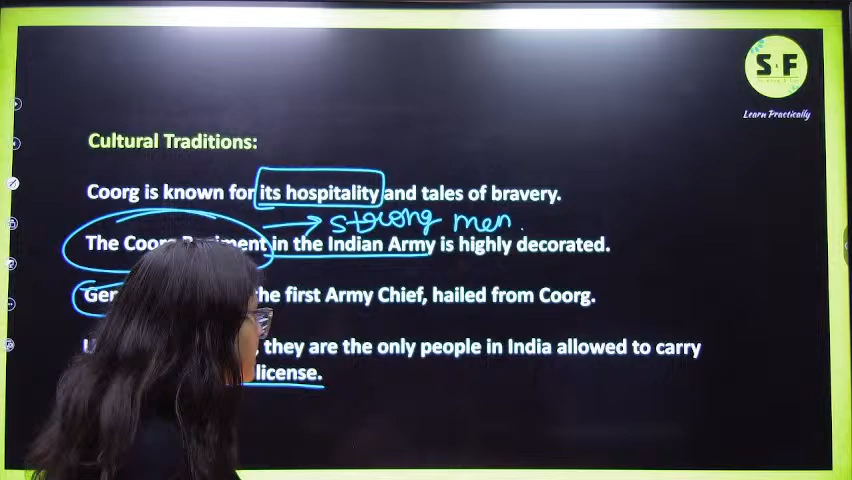 S&F
Learn Practically
Cultural Traditions:
Coorg is known for its hospitality and tales of bravery.
strong men.
The Coorg Regiment in the Indian Army is highly decorated.
the first Army Chief, hailed from Coorg.
they are the only people in India allowed to carry
license.